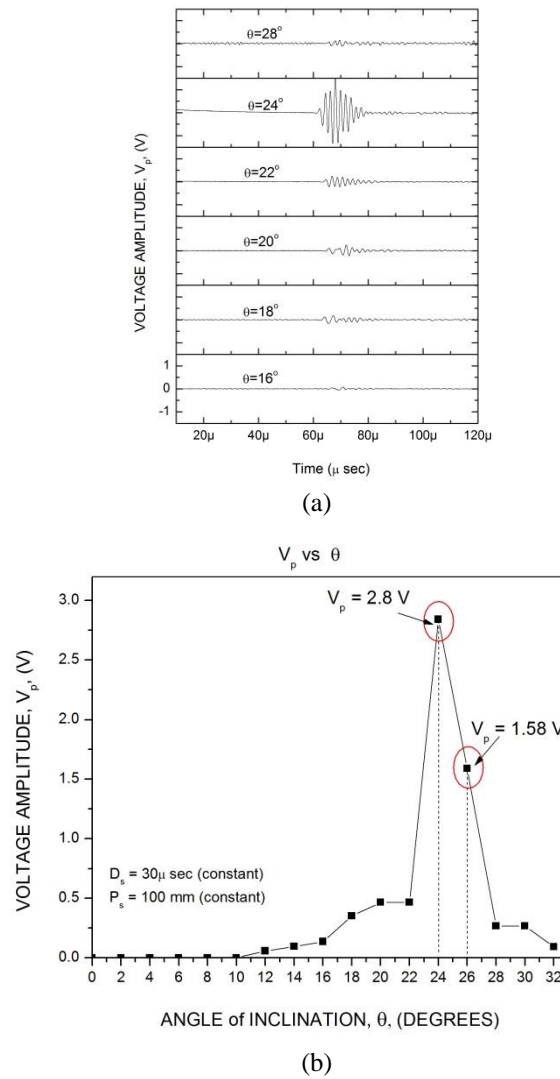 θ=28°
θ=24°
θ=22°
θ=20°
θ=18°
θ=16°
VOLTAGE AMPLITUDE, Vp, (V)
1
0
-1
20μ 40μ 60μ 80μ 100μ 120μ
Time (μ sec)
(a)
Vp vs θ
Vp = 2.8 V
Vp = 1.58 V
VOLTAGE AMPLITUDE, Vp, (V)
3.0
2.5
2.0
1.5
1.0
0.5
0.0
Ds = 30μ sec (constant)
Ps = 100 mm (constant)
0 2 4 6 8 10 12 14 16 18 20 22 24 26 28 30 32
ANGLE of INCLINATION, θ, (DEGREES)
(b)